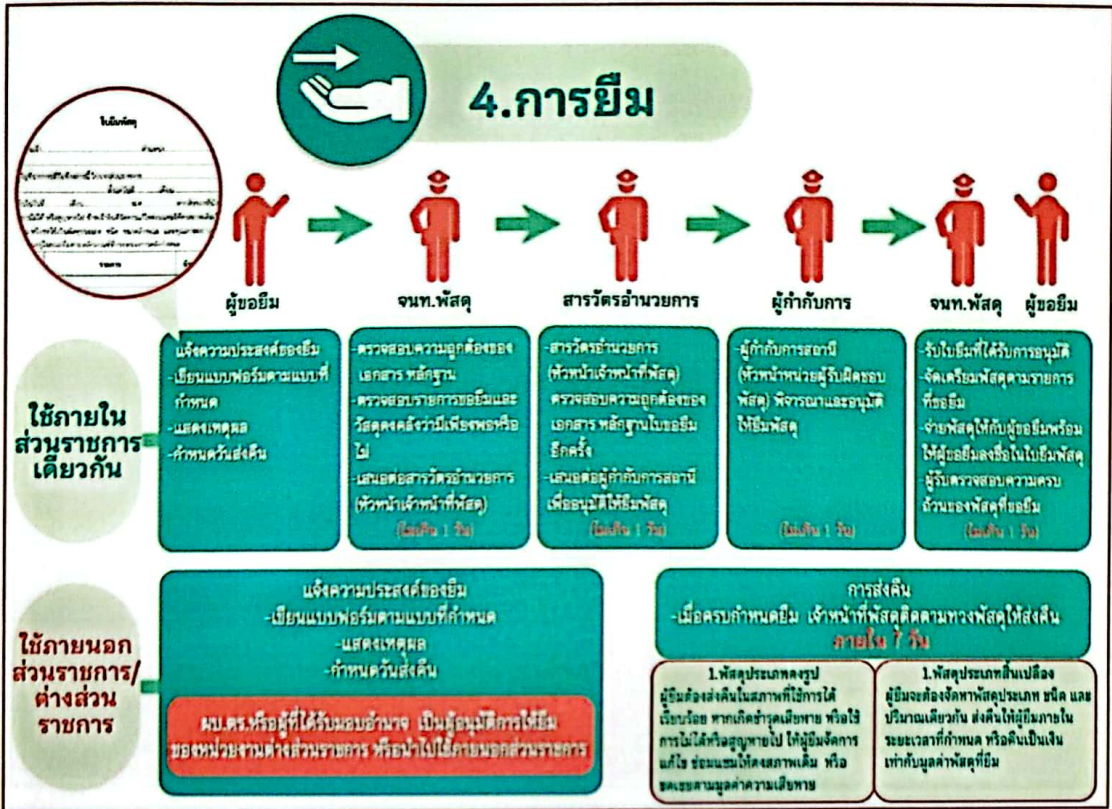 4.การยืม
ใบยืมพัสดุ
รายการ
ผู้ขอยืม
จนท.พัสดุ
สารวัตรอำนวยการ
ผู้กำกับการ
จนท.พัสดุ
ผู้ขอยืม
ใช้ภายใน
ส่วนราชการ
เดียวกัน
แจ้งความประสงค์ของยืม
-เขียนแบบฟอร์มตามแบบที่
กำหนด
-แสดงเหตุผล
-กำหนดวันส่งคืน
-ตรวจสอบความถูกต้องของ
เอกสาร หลักฐาน
-ตรวจสอบรายการขอยืมและ
วัสดุคงคลังว่ามีเพียงพอหรือ
ไม่
-เสนอต่อสารวัตรอำนวยการ
(หัวหน้าเจ้าหน้าที่พัสดุ)
(ไม่เกิน 1 วัน)
-สารวัตรอำนวยการ
(หัวหน้าเจ้าหน้าที่พัสดุ)
ตรวจสอบความถูกต้องของ
เอกสาร หลักฐานใบขอยืม
อีกครั้ง
-เสนอต่อผู้กำกับการสถานี
เพื่ออนุมัติให้ยืมพัสดุ
(ไม่เกิน 1 วัน)
-ผู้กำกับการสถานี
(หัวหน้าหน่วยผู้รับผิดชอบ
พัสดุ) พิจารณาและอนุมัติ
ให้ยืมพัสดุ
(ไม่เกิน 1 วัน)
-รับใบยืมที่ได้รับการอนุมัติ
-จัดเตรียมพัสดุตามรายการ
ที่ขอยืม
-จ่ายพัสดุให้กับผู้ขอยืมพร้อม
ให้ผู้ขอยืมลงชื่อในใบยืมพัสดุ
-ผู้รับตรวจสอบความครบ
ถ้วนของพัสดุที่ขอยืม
(ไม่เกิน 1 วัน)
ใช้ภายนอก
ส่วนราชการ/
ต่างส่วน
ราชการ
แจ้งความประสงค์ของยืม
-เขียนแบบฟอร์มตามแบบที่กำหนด
-แสดงเหตุผล
-กำหนดวันส่งคืน
ผบ.ตร.หรือผู้ที่ได้รับมอบอำนาจ เป็นผู้อนุมัติการให้ยืม
ของหน่วยงานต่างส่วนราชการ หรือนำไปใช้ภายนอกส่วนราชการ
การส่งคืน
-เมื่อครบกำหนดยืม เจ้าหน้าที่พัสดุติดตามทวงพัสดุให้ส่งคืน
ภายใน 7 วัน
1.พัสดุประเภทคงรูป
ผู้ยืมต้องส่งคืนในสภาพที่ใช้การได้
เรียบร้อย หากเกิดชำรุดเสียหาย หรือใช้
การไม่ได้หรือสูญหายไป ให้ผู้ยืมจัดการ
แก้ไข ซ่อมแซมให้คงสภาพเดิม หรือ
ชดเชยตามมูลค่าความเสียหาย
1.พัสดุประเภทสิ้นเปลือง
ผู้ยืมจะต้องจัดหาพัสดุประเภท ชนิด และ
ปริมาณเดียวกัน ส่งคืนให้ผู้ยืมภายใน
ระยะเวลาที่กำหนด หรือคืนเป็นเงิน
เท่ากับมูลค่าพัสดุที่ยืม